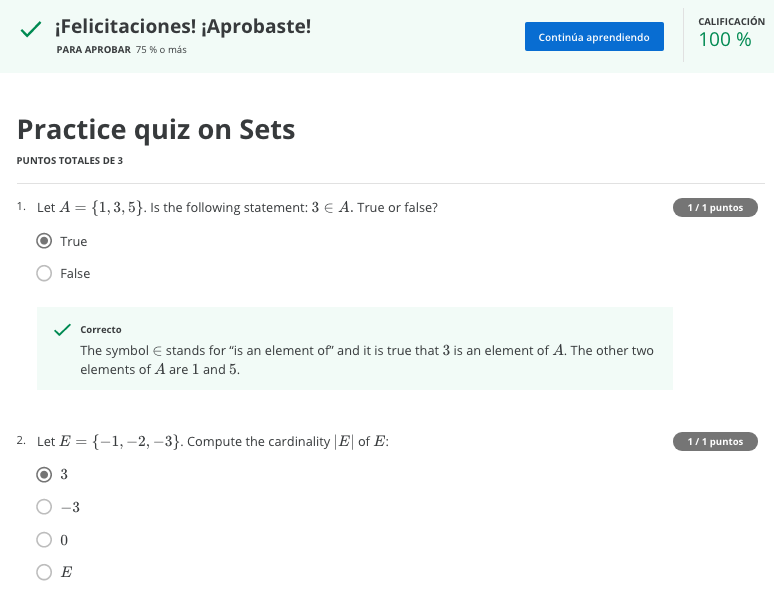 ¡Felicitaciones! ¡Aprobaste!
PARA APROBAR 75 % o más
Continúa aprendiendo
CALIFICACIÓN
100 %
Practice quiz on Sets
PUNTOS TOTALES DE 3
1. Let A = {1, 3, 5}. Is the following statement: 3 ∈ A. True or false?
1 / 1 puntos
True
False
Correcto
The symbol ∈ stands for “is an element of” and it is true that 3 is an element of A. The other two
elements of A are 1 and 5.
2. Let E = {−1, −2, −3}. Compute the cardinality |E| of E:
1 / 1 puntos
3
−3
0
E